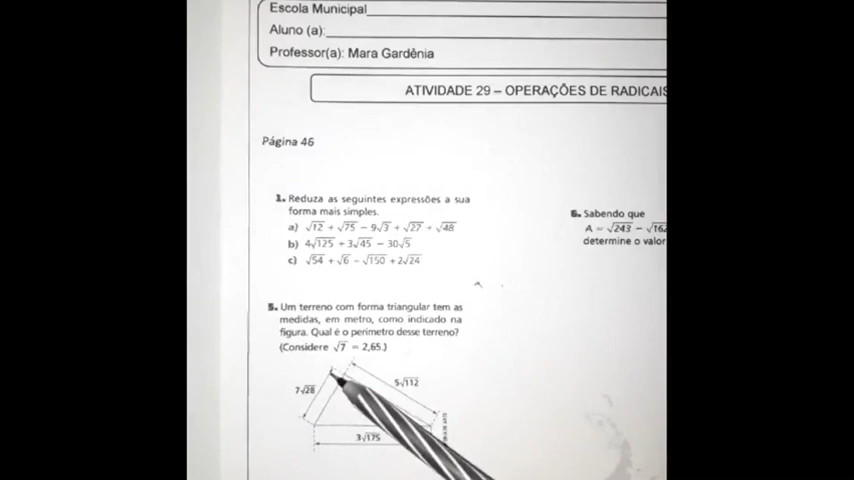 Escola Municipal
Aluno (a):
Professor(a): Mara Gardênia
ATIVIDADE 29 – OPERAÇÕES DE RADICAIS
Página 46
1. Reduza as seguintes expressões a sua
forma mais simples.
a) √12 + √75 − 9√3 + √27 + √48
b) 4√125 + 3√45 − 30√5
c) √54 + √6 − √150 + 2√24
5. Um terreno com forma triangular tem as
medidas, em metro, como indicado na
figura. Qual é o perímetro desse terreno?
(Considere √7 = 2,65.)
7√28
5√112
3√175
6. Sabendo que
A = √243 − √162
determine o valor